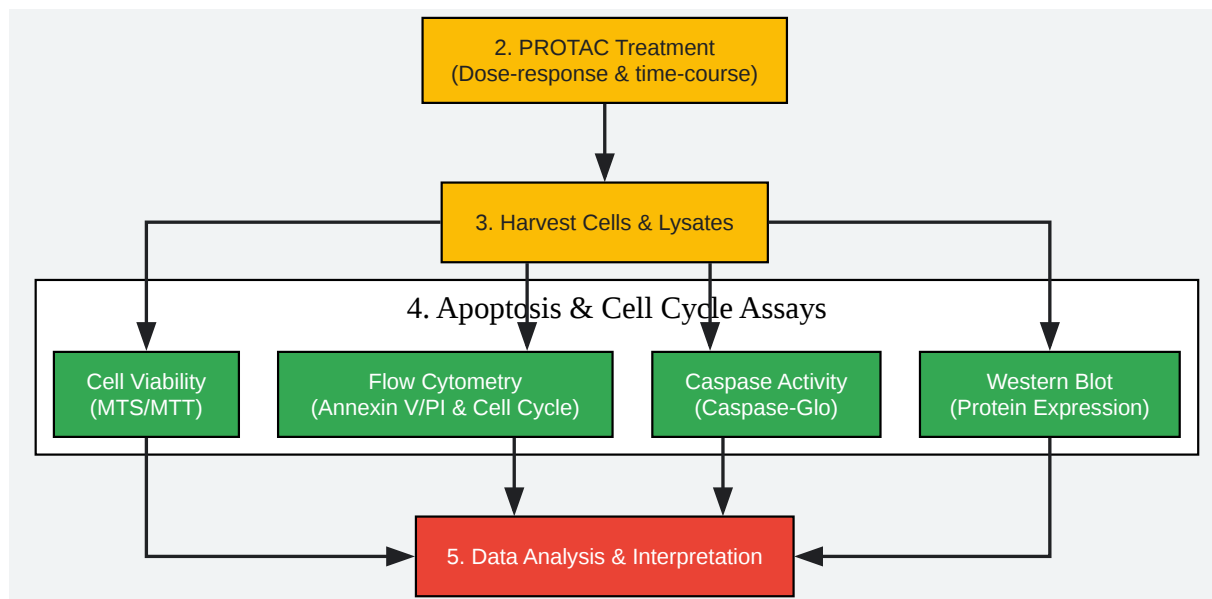 2. PROTAC Treatment
(Dose-response & time-course)
3. Harvest Cells & Lysates
4. Apoptosis & Cell Cycle Assays
Cell Viability
(MTS/MTT)
Flow Cytometry
(Annexin V/PI & Cell Cycle)
Caspase Activity
(Caspase-Glo)
Western Blot
(Protein Expression)
5. Data Analysis & Interpretation